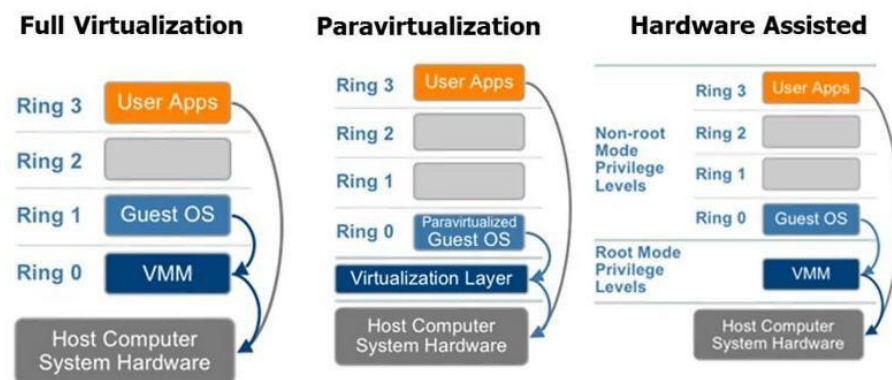 Full Virtualization
Ring 3
User Apps
Ring 2
Ring 1
Guest OS
Ring 0
VMM
Host Computer
System Hardware
Paravirtualization
Ring 3
User Apps
Ring 2
Ring 1
Ring 0
Paravirtualized
Guest OS
Virtualization Layer
Host Computer
System Hardware
Hardware Assisted
Non-root
Mode
Privilege
Levels
Ring 3
User Apps
Ring 2
Ring 1
Ring 0
Guest OS
Root Mode
Privilege
Levels
VMM
Host Computer
System Hardware